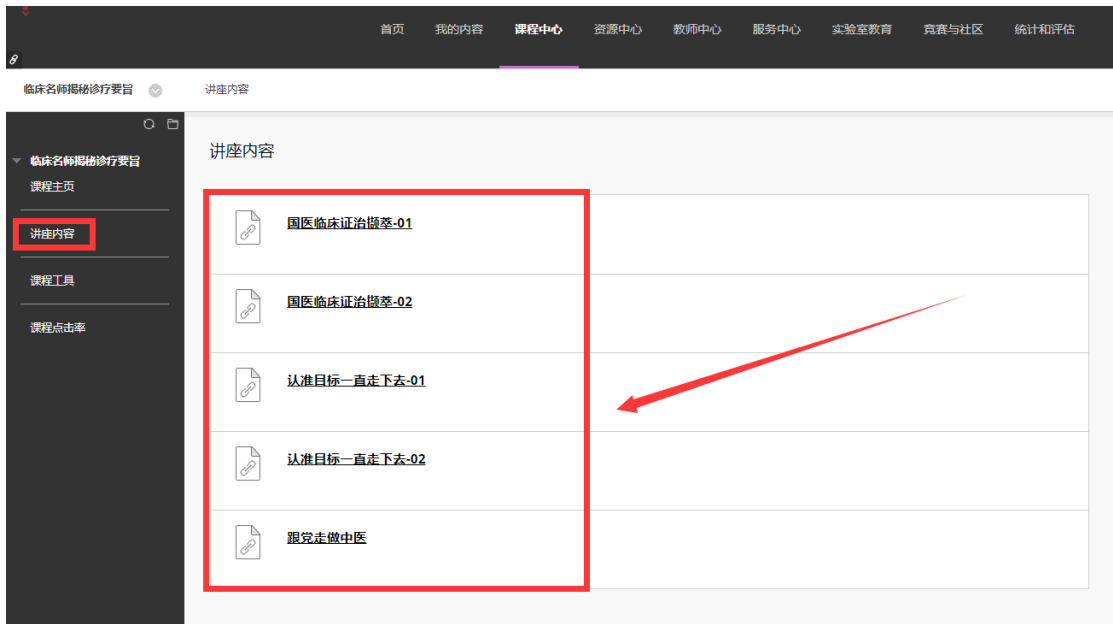 首页 我的内容 课程中心 资源中心 教师中心 服务中心 实验室教育 竟赛与社区 统计和评估
临床名师揭秘诊疗要旨 讲座内容
临床名师揭秘诊疗要旨
课程主页
讲座内容
课程工具
课程点击率
讲座内容
国医临床证治撷萃-01
国医临床证治撷萃-02
认准目标一直走下去-01
认准目标一直走下去-02
跟党走做中医